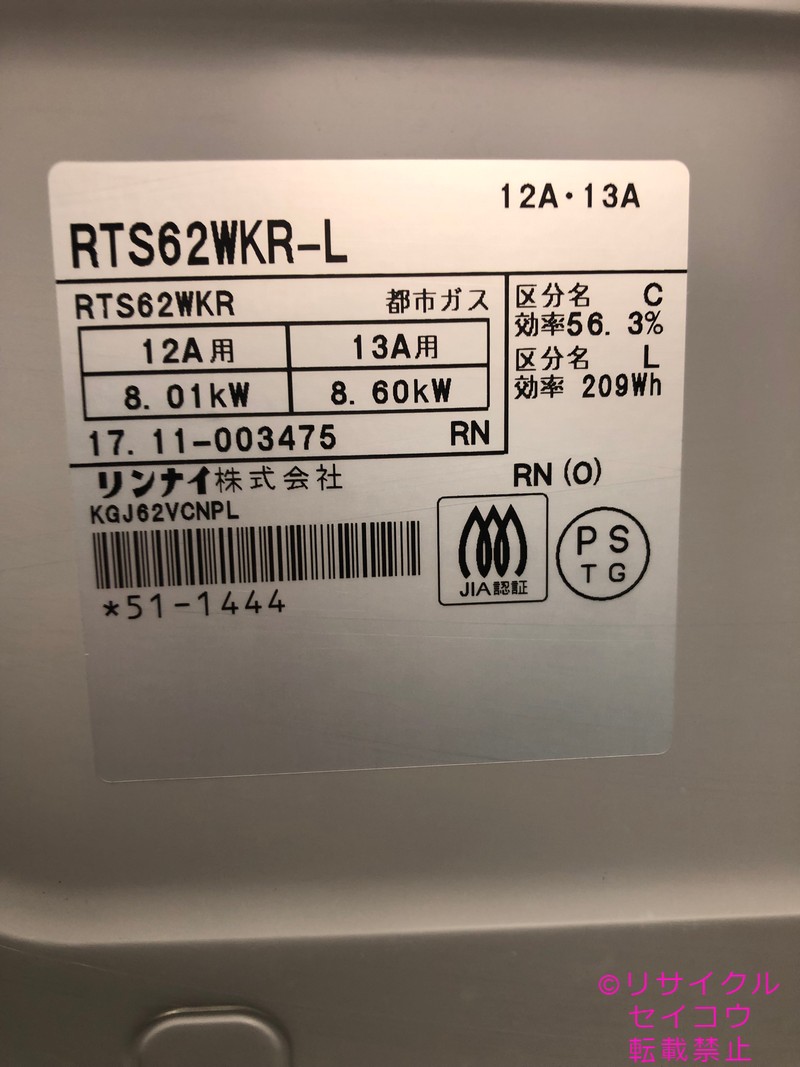 12A・13A
RTS62WKR-L
RTS62WKR 都市ガス
12A用 13A用
8.01kW 8.60kW
17.11-003475 RN
区分名 C
効率56.3%
区分名 L
効率 209Wh
リンナイ株式会社
RN(O)
KGJ62VCNPL
*51-1444
JIA認証
PS
TG
©リサイクル
セイコウ
転載禁止